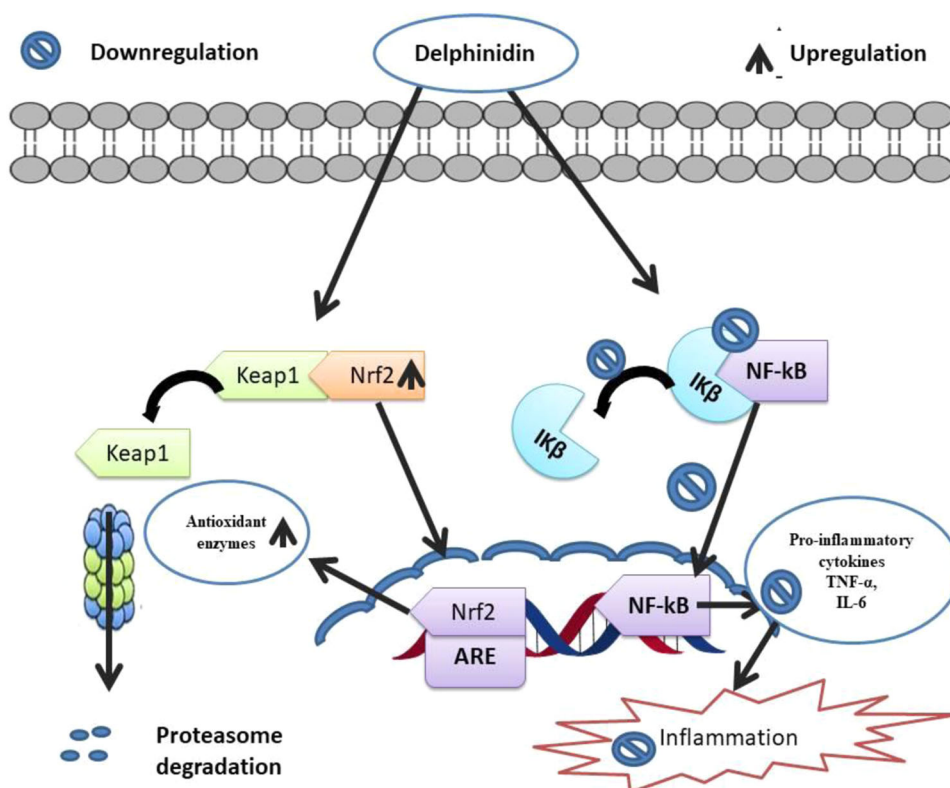 Downregulation
Delphinidin
Upregulation
Keap1
Nrf2
IKβ
NF-kB
Keap1
IKβ
Antioxidant
enzymes
Pro-inflammatory
cytokines
TNF-α,
IL-6
Nrf2
ARE
NF-kB
Proteasome
degradation
Inflammation